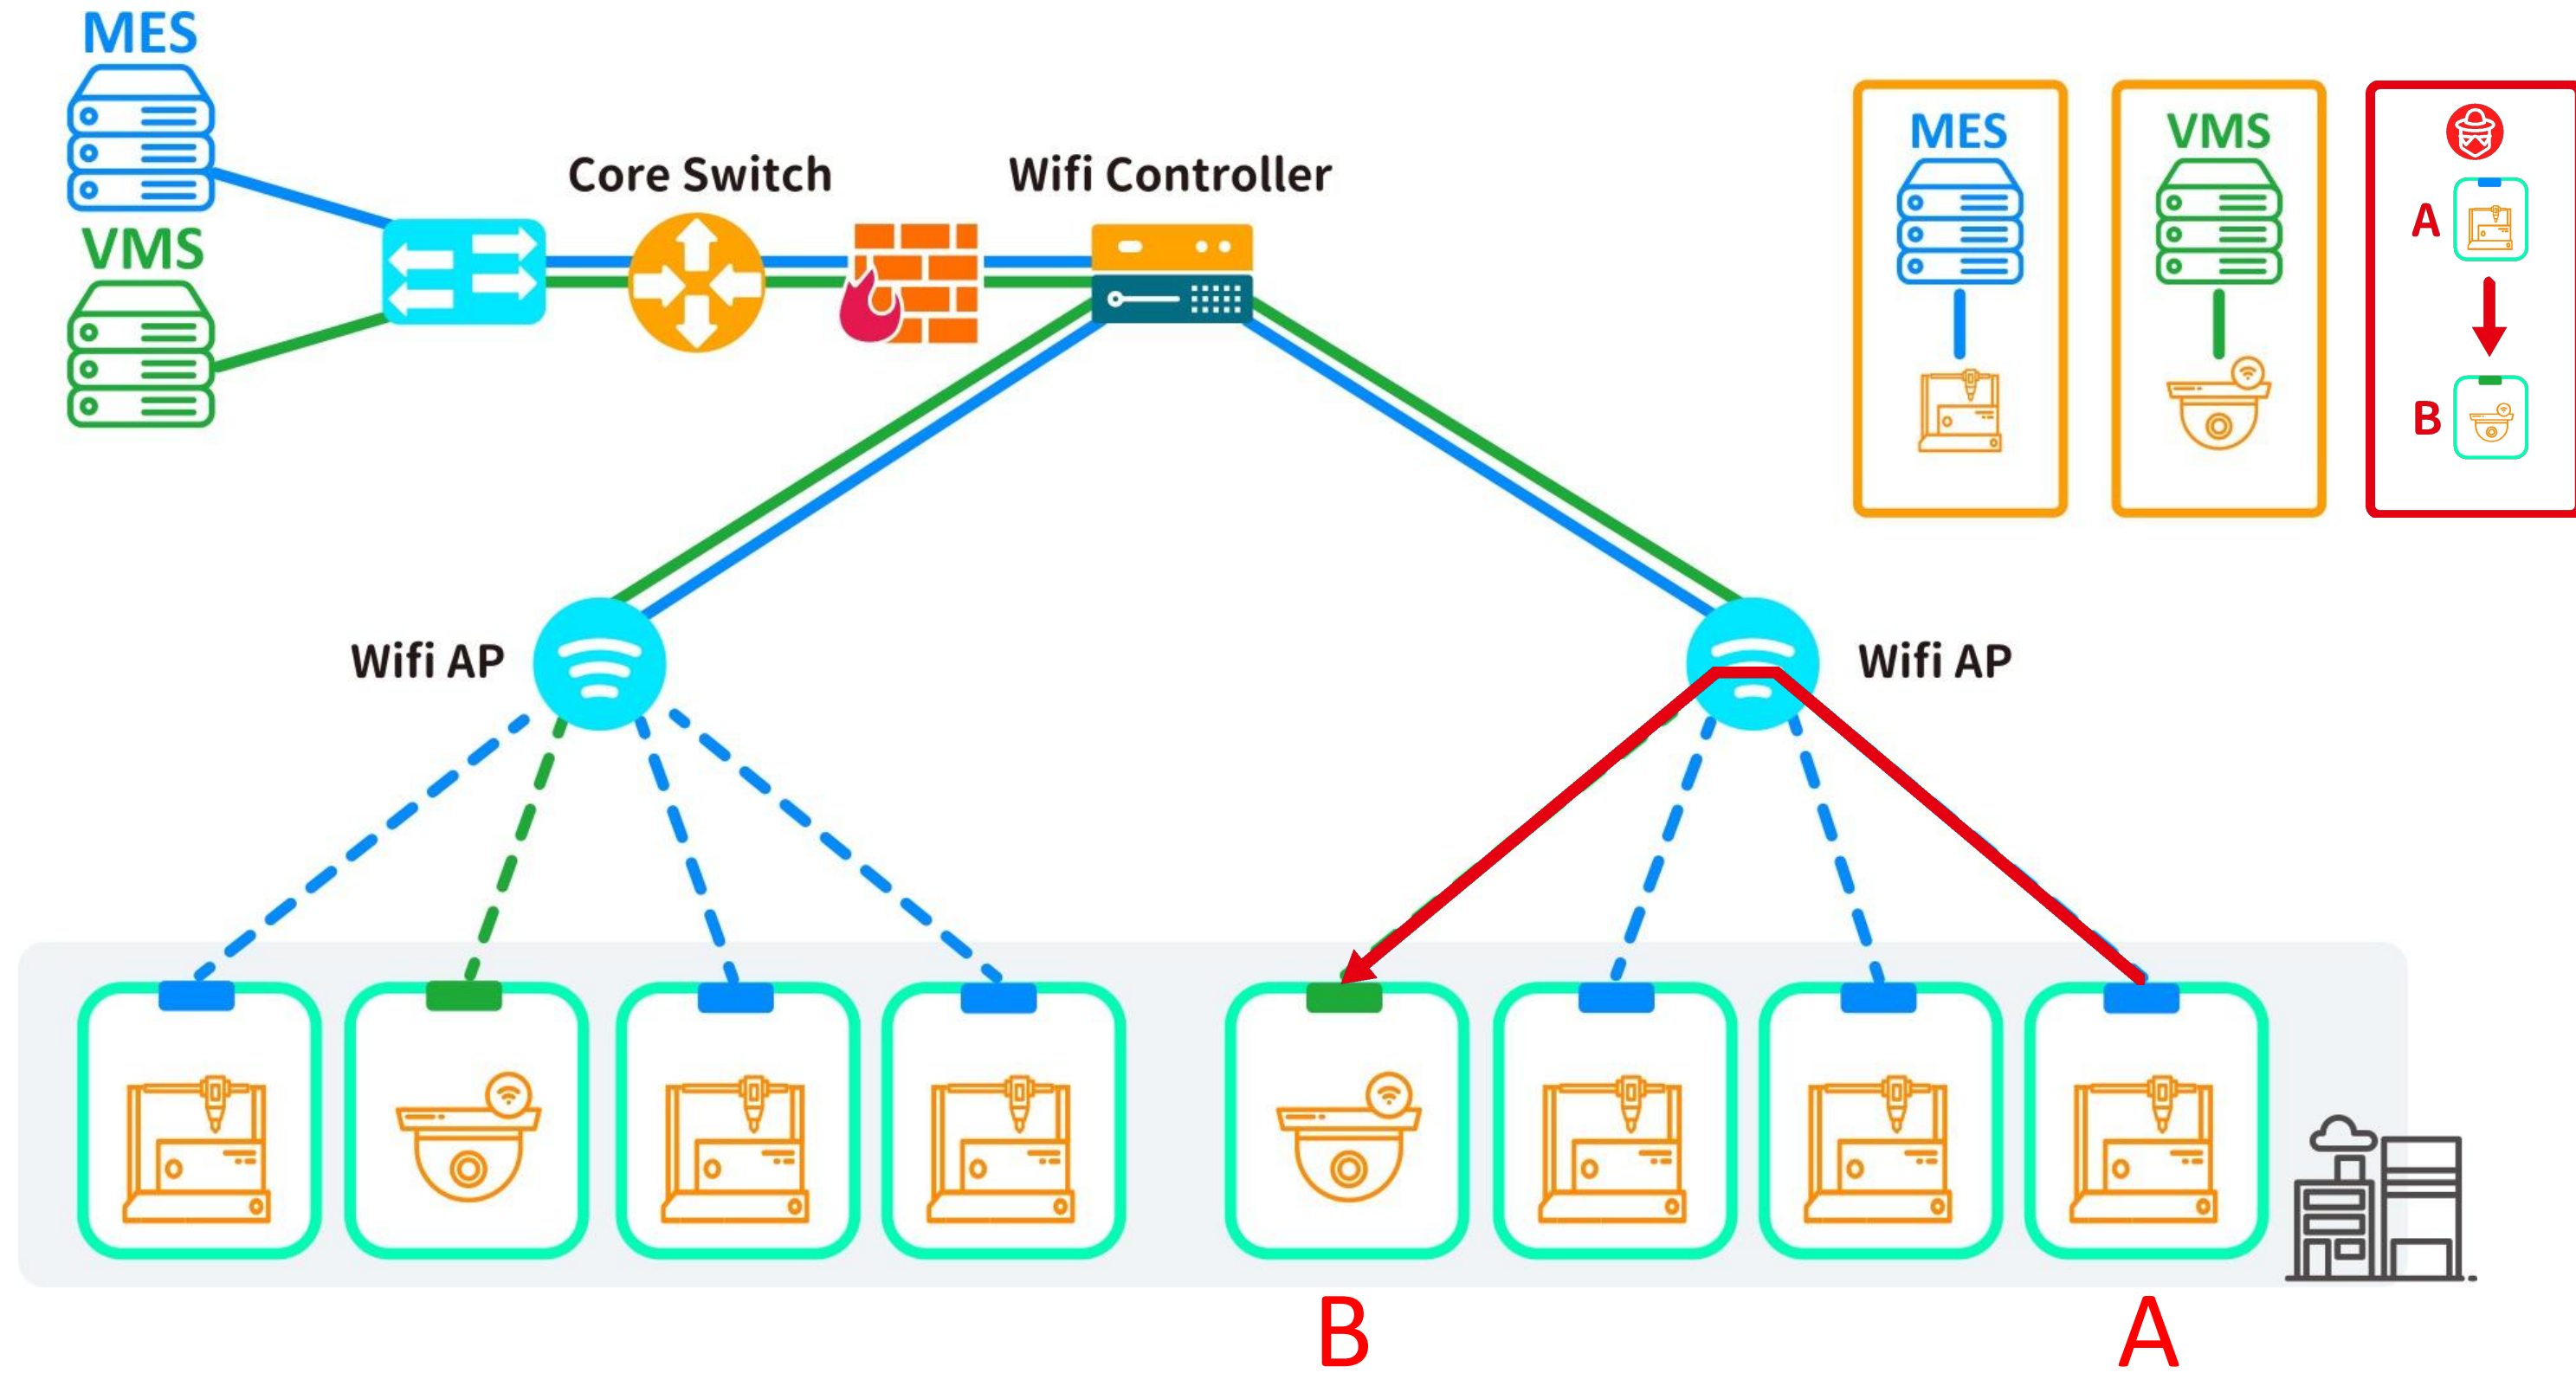 MES
VMS
Core Switch
Wifi Controller
MES
VMS
A
B
Wifi AP
Wifi AP
B
A